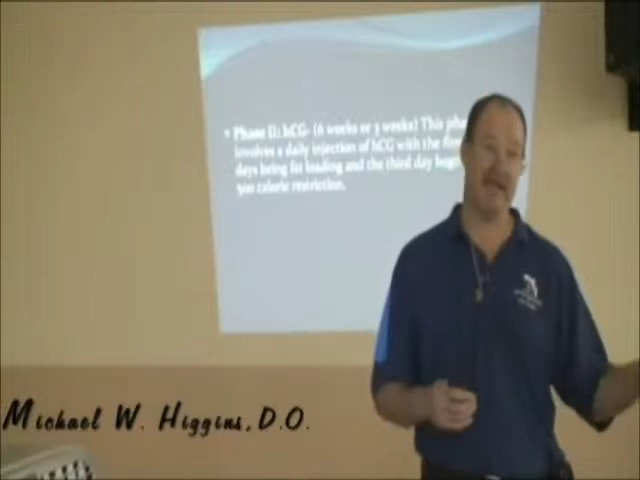 • Phase II: hCG- (6 weeks or 3 weeks) This
involves a daily injection of hCG with the
days being fat loading and the third day
500 calorie restriction.
Michael W. Higgins, D.O.